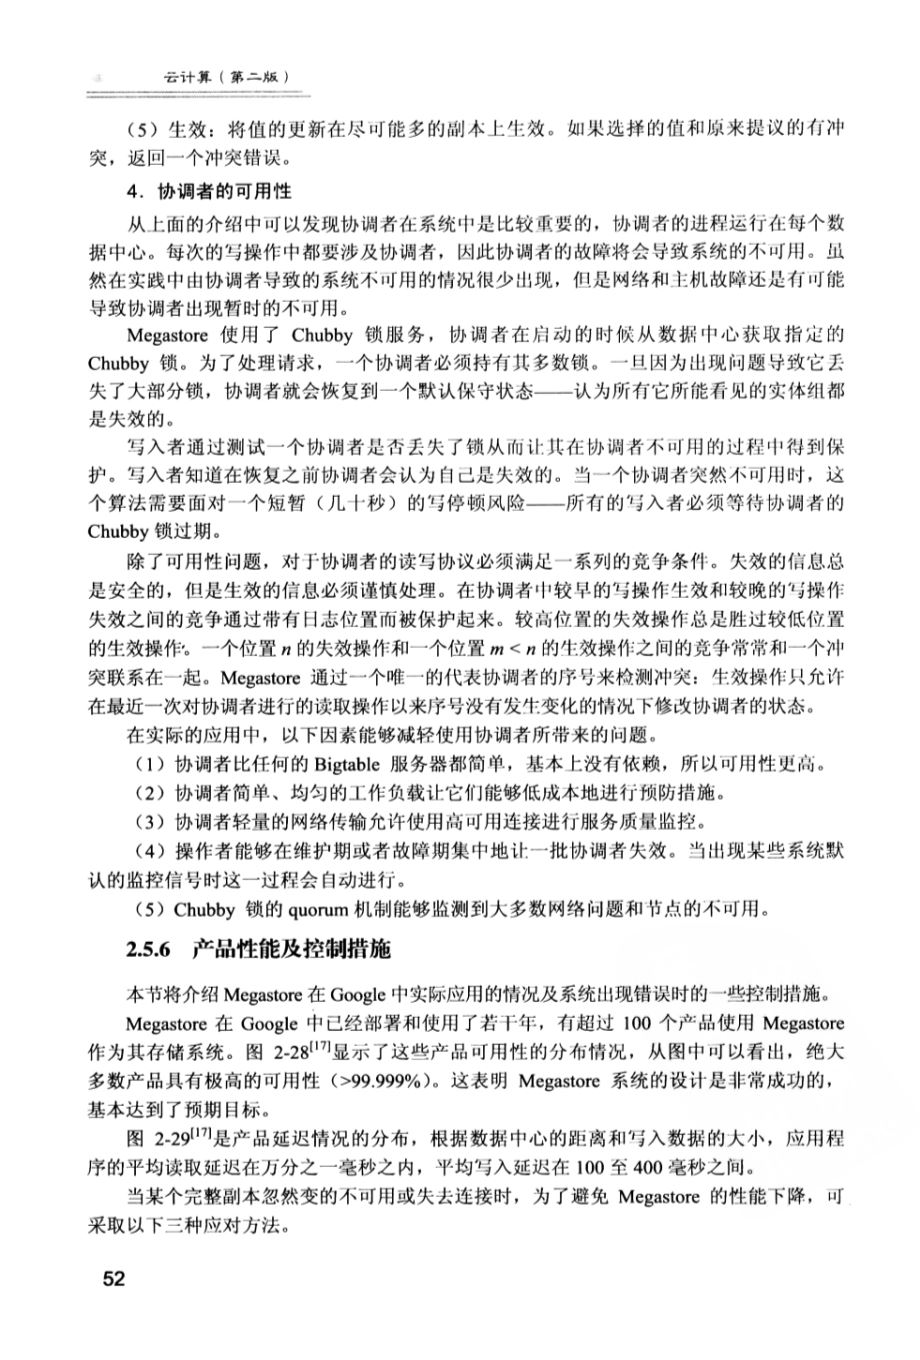 云计算（第二版）
（5）生效：将值的更新在尽可能多的副本上生效。如果选择的值和原来提议的有冲
突，返回一个冲突错误。
4．协调者的可用性
从上面的介绍中可以发现协调者在系统中是比较重要的，协调者的进程运行在每个数
据中心。每次的写操作中都要涉及协调者，因此协调者的故障将会导致系统的不可用。虽
然在实践中由协调者导致的系统不可用的情况很少出现，但是网络和主机故障还是有可能
导致协调者出现暂时的不可用。
Megastore 使用了 Chubby 锁服务，协调者在启动的时候从数据中心获取指定的
Chubby 锁。为了处理请求，一个协调者必须持有其多数锁。一旦因为出现问题导致它丢
失了大部分锁，协调者就会恢复到一个默认保守状态——认为所有它所能看见的实体组都
是失效的。
写入者通过测试一个协调者是否丢失了锁从而让其在协调者不可用的过程中得到保
护。写入者知道在恢复之前协调者会认为自己是失效的。当一个协调者突然不可用时，这
个算法需要面对一个短暂（几十秒）的写停顿风险——所有的写入者必须等待协调者的
Chubby 锁过期。
除了可用性问题，对于协调者的读写协议必须满足一系列的竞争条件。失效的信息总
是安全的，但是生效的信息必须谨慎处理。在协调者中较早的写操作生效和较晚的写操作
失效之间的竞争通过带有日志位置而被保护起来。较高位置的失效操作总是胜过较低位置
的生效操作。一个位置 n 的失效操作和一个位置 m < n 的生效操作之间的竞争常常和一个冲
突联系在一起。Megastore 通过一个唯一的代表协调者的序号来检测冲突：生效操作只允许
在最近一次对协调者进行的读取操作以来序号没有发生变化的情况下修改协调者的状态。
在实际的应用中，以下因素能够减轻使用协调者所带来的问题。
（1）协调者比任何的 Bigtable 服务器都简单，基本上没有依赖，所以可用性更高。
（2）协调者简单、均匀的工作负载让它们能够低成本地进行预防措施。
（3）协调者轻量的网络传输允许使用高可用连接进行服务质量监控。
（4）操作者能够在维护期或者故障期集中地让一批协调者失效。当出现某些系统默
认的监控信号时这一过程会自动进行。
（5）Chubby 锁的 quorum 机制能够监测到大多数网络问题和节点的不可用。
2.5.6 产品性能及控制措施
本节将介绍 Megastore 在 Google 中实际应用的情况及系统出现错误时的一些控制措施。
Megastore 在 Google 中已经部署和使用了若干年，有超过 100 个产品使用 Megastore
作为其存储系统。图 2-28[17]显示了这些产品可用性的分布情况，从图中可以看出，绝大
多数产品具有极高的可用性（>99.999%）。这表明 Megastore 系统的设计是非常成功的，
基本达到了预期目标。
图 2-29[17]是产品延迟情况的分布，根据数据中心的距离和写入数据的大小，应用程
序的平均读取延迟在万分之一毫秒之内，平均写入延迟在 100 至 400 毫秒之间。
当某个完整副本忽然变的不可用或失去连接时，为了避免 Megastore 的性能下降，可
采取以下三种应对方法。
52